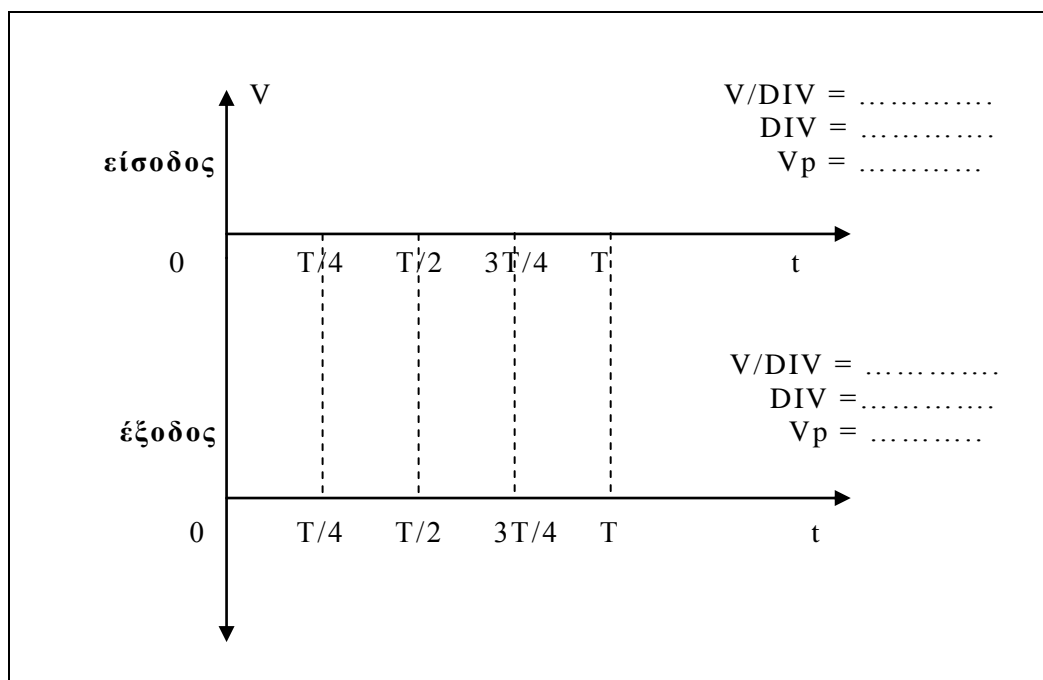 V
V/DIV = ………….
DIV = ………….
Vp = …………
είσοδος
0 T/4 T/2 3T/4 T t
V/DIV = ………….
DIV =………….
Vp = ………..
έξοδος
0 T/4 T/2 3T/4 T t